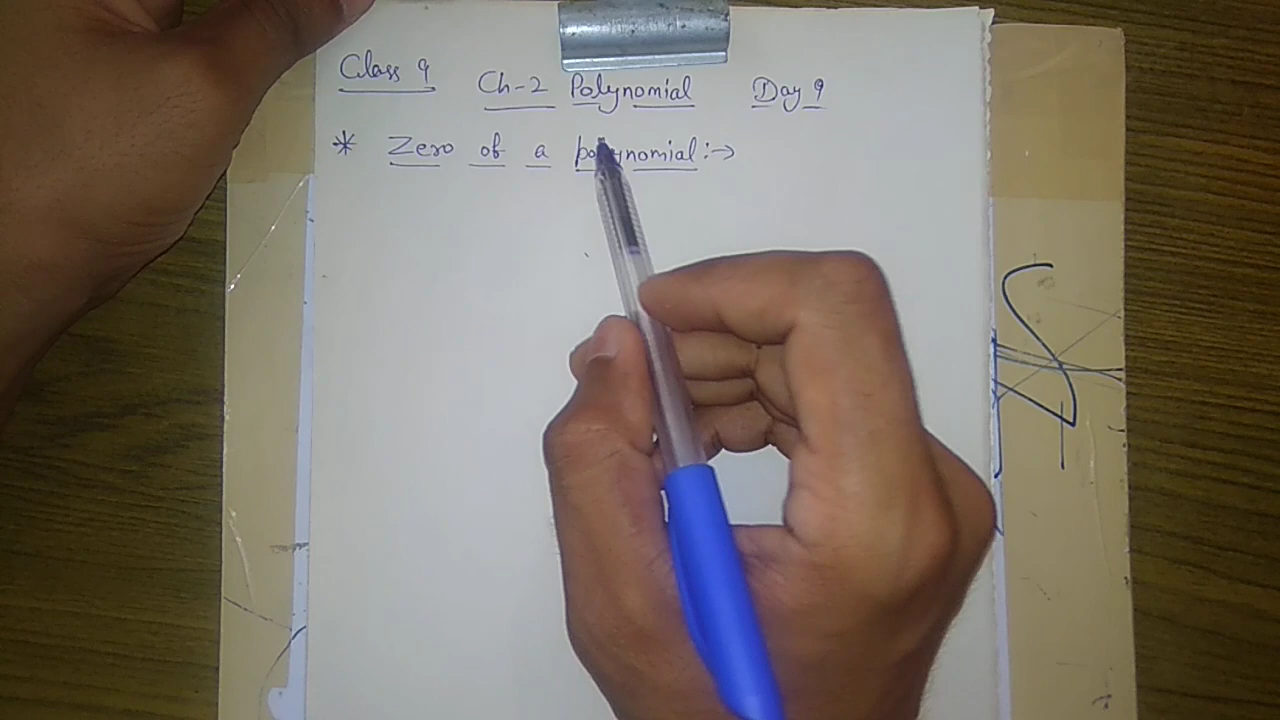 Class 9 Ch-2 Polynomial Day 9
* Zero of a polynomial:→